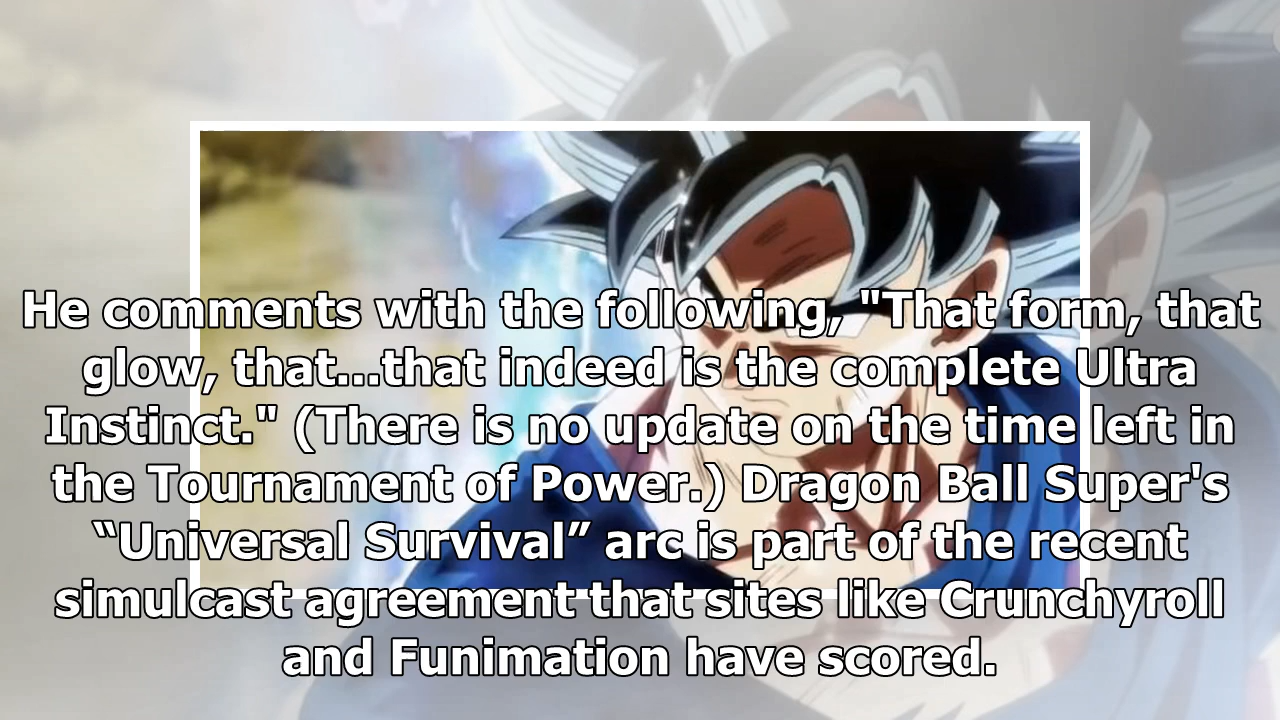 He comments with the following, "That form, that
glow, that...that indeed is the complete Ultra
Instinct." (There is no update on the time left in
the Tournament of Power.) Dragon Ball Super's
“Universal Survival” arc is part of the recent
simulcast agreement that sites like Crunchyroll
and Funimation have scored.